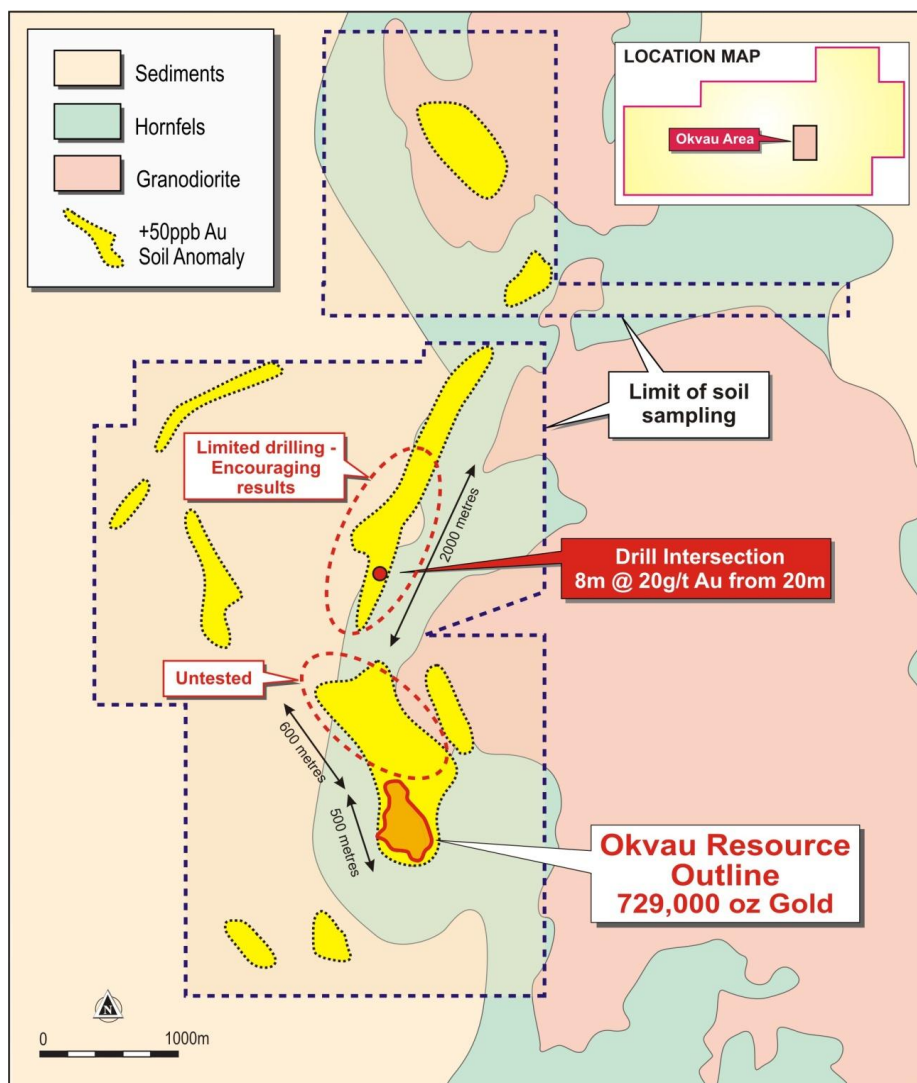 Sediments
Hornfels
Granodiorite
+50ppb Au
Soil Anomaly
LOCATION MAP
Okvau Area
Limit of soil
sampling
Limited drilling -
Encouraging
results
2000 metres
Drill Intersection
8m @ 20g/t Au from 20m
Untested
600 metres
500 metres
Okvau Resource
Outline
729,000 oz Gold
N
0 1000m